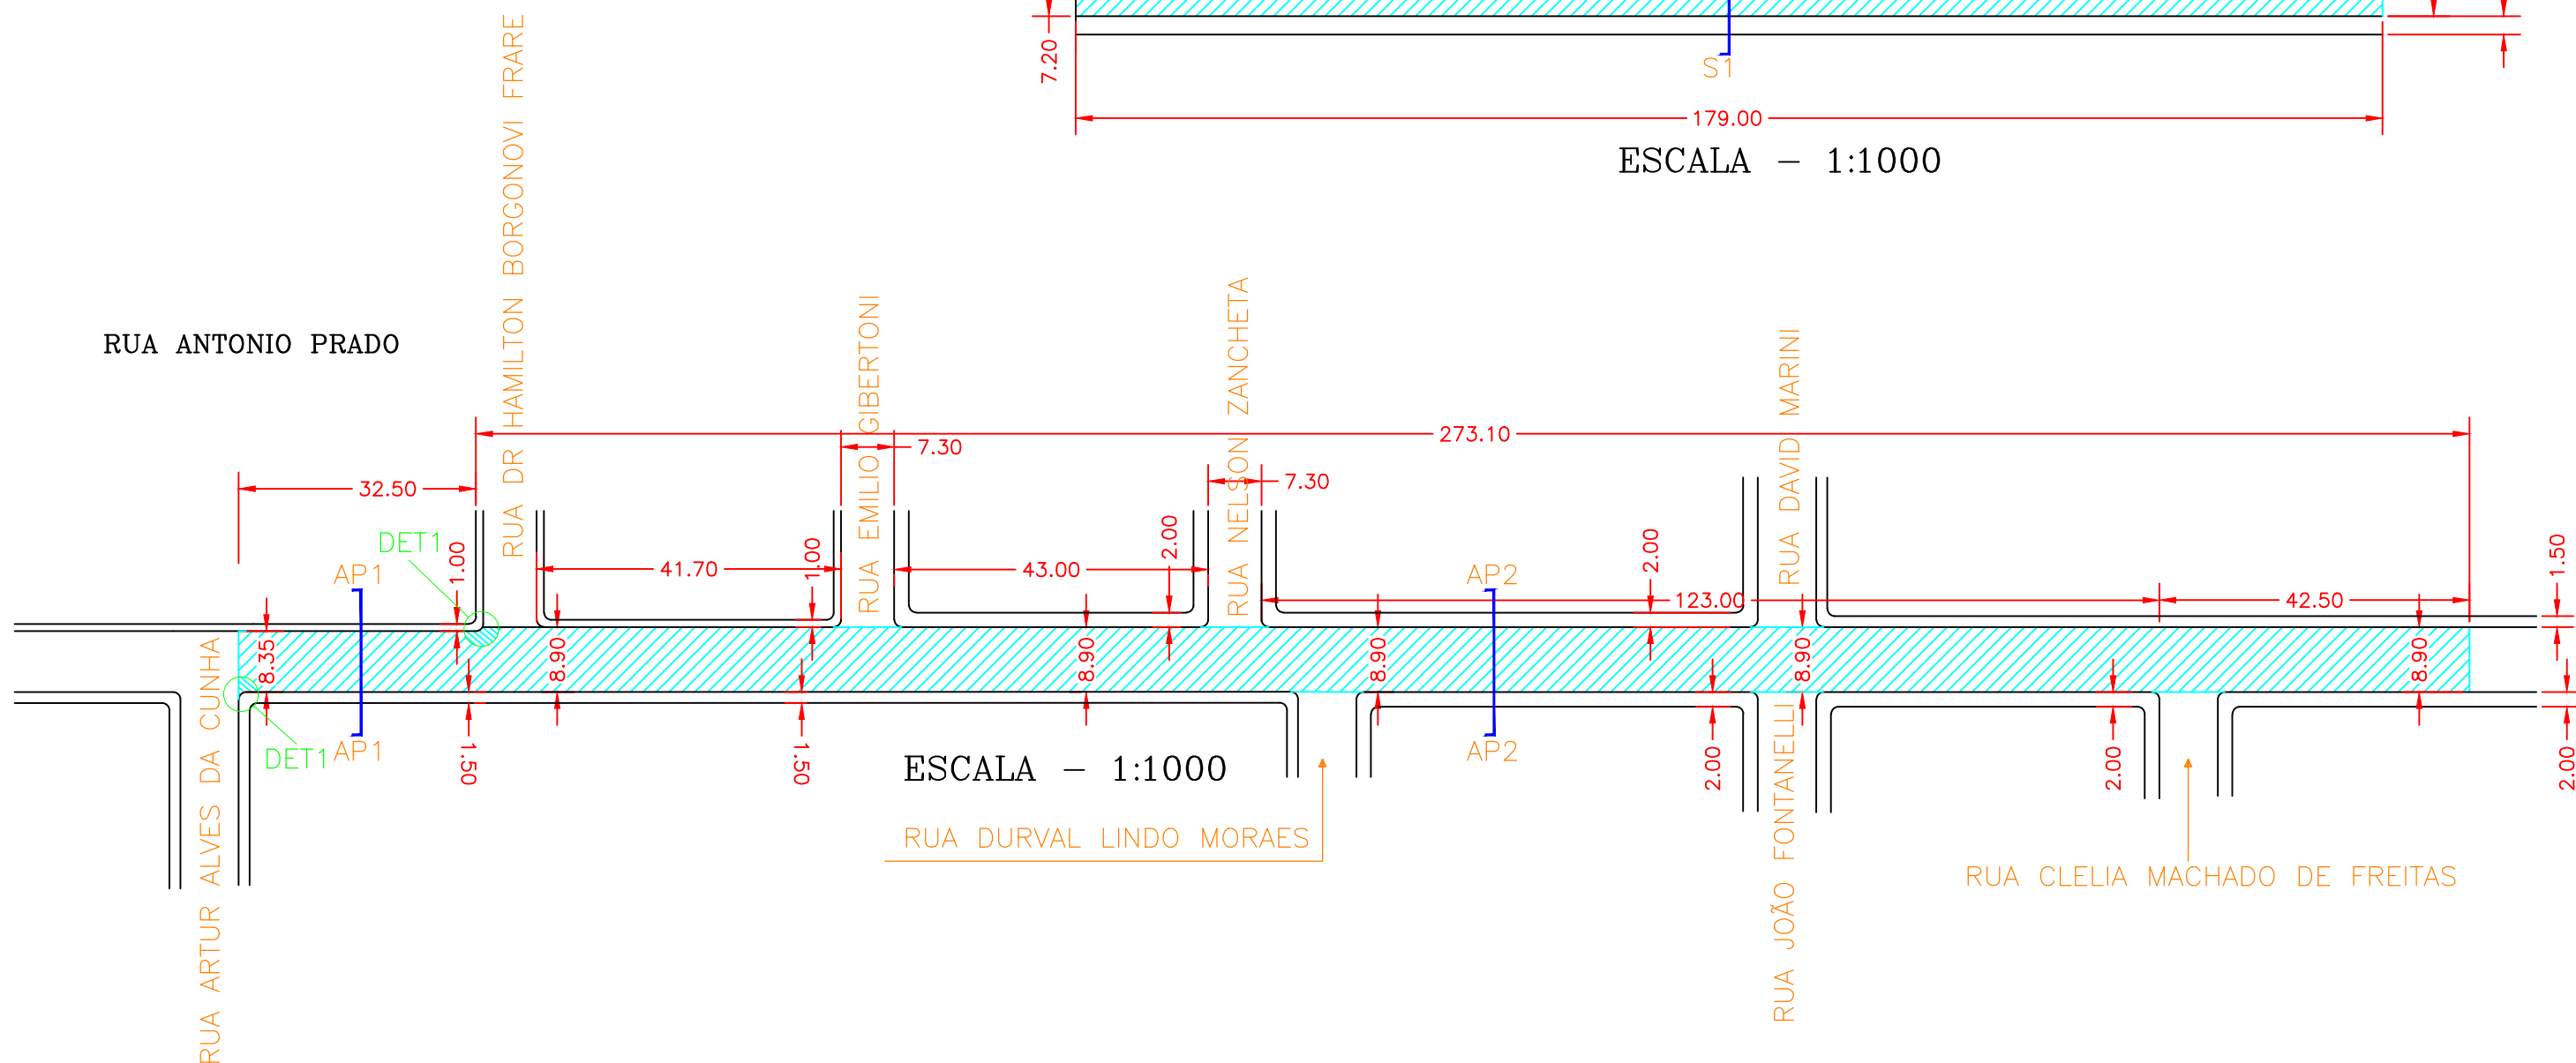 7.20
S1
179.00
ESCALA – 1:1000
RUA ANTONIO PRADO
RUA DR HAMILTON BORGONOVI FRARE
RUA EMILIO GIBERTONI
RUA NELSSON ZANCHETA
RUA DAVID MARINI
273.10
7.30
7.30
32.50
DET1
AP1
1.00
41.70
1.00
43.00
2.00
AP2
2.00
123.00
42.50
1.50
8.35
8.90
8.90
8.90
8.90
8.90
RUA ARTUR ALVES DA CUNHA
DET1
AP1
1.50
1.50
ESCALA – 1:1000
AP2
2.00
RUA JOÃO FONTANELLI
2.00
2.00
RUA DURVAL LINDO MORAES
RUA CLELIA MACHADO DE FREITAS